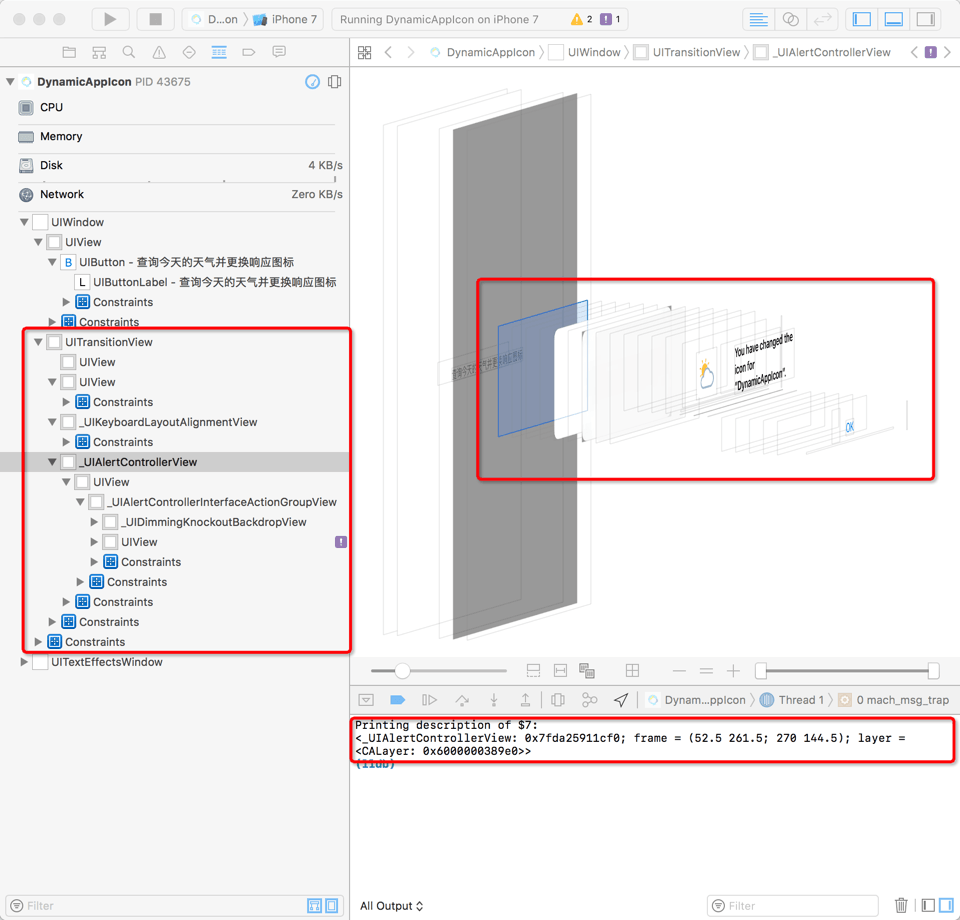 D...on
iPhone 7
Running DynamicAppIcon on iPhone 7
2
1
DynamicAppIcon
UIWindow
UITransitionView
_UIAlertControllerView
DynamicAppIcon PID 43675
CPU
Memory
Disk
4 KB/s
Network
Zero KB/s
UIWindow
UIView
B UIButton - 查询今天的天气并更换响应图标
L UIButtonLabel - 查询今天的天气并更换响应图标
Constraints
Constraints
UITransitionView
UIView
UIView
Constraints
_UIKeyboardLayoutAlignmentView
Constraints
_UIAlertControllerView
UIView
_UIAlertControllerInterfaceActionGroupView
_UIDimmingKnockoutBackdropView
UIView
Constraints
Constraints
Constraints
Constraints
Constraints
UITextEffectsWindow
Filter
查询今天的天气并更换响应图标
You have changed the
icon for
“DynamicAppIcon”.
OK
Dynam...ppIcon
Thread 1
0 mach_msg_trap
Printing description of $7:
<_UIAlertControllerView: 0x7fda25911cf0; frame = (52.5 261.5; 270 144.5); layer =
<CALayer: 0x6000000389e0>>
(lldb)
All Output
Filter